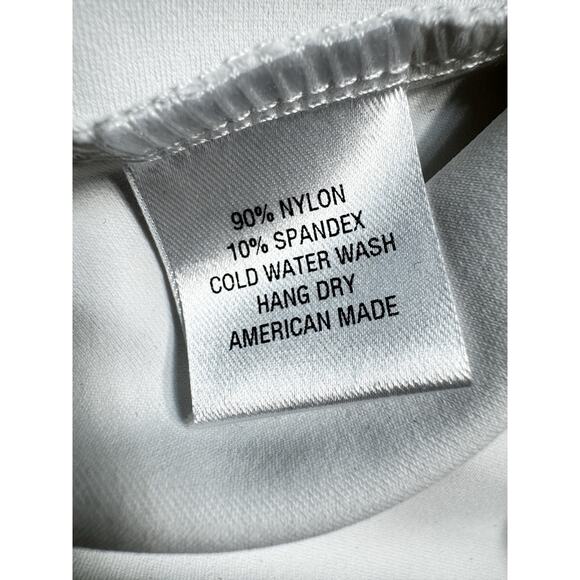 90% NYLON
10% SPANDEX
COLD WATER WASH
HANG DRY
AMERICAN MADE